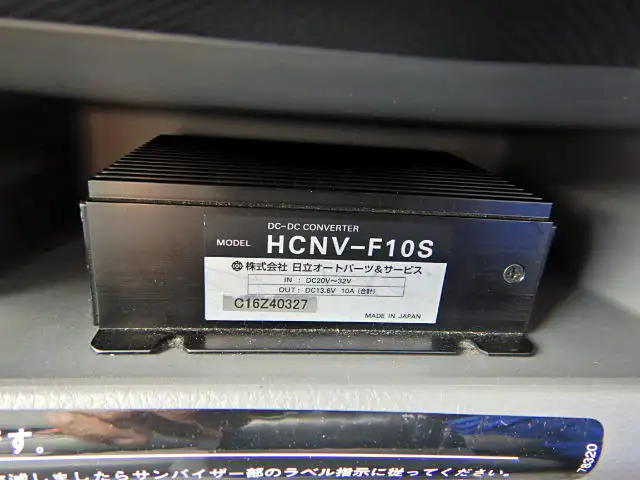 DC-DC CONVERTER
MODEL HCNV-F10S
株式会社 日立オートパーツ&サービス
IN : DC20V~32V
OUT : DC13.6V 10A (合計)
C16Z40327
MADE IN JAPAN
す。
減しましたらサンバイザー部のラベル指示に従ってください。
78320